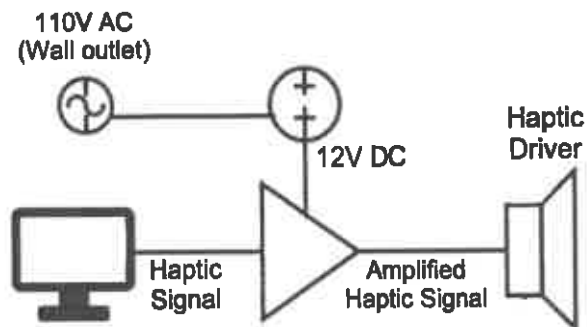 110V AC
(Wall outlet)
12V DC
Haptic
Driver
Haptic
Signal
Amplified
Haptic Signal